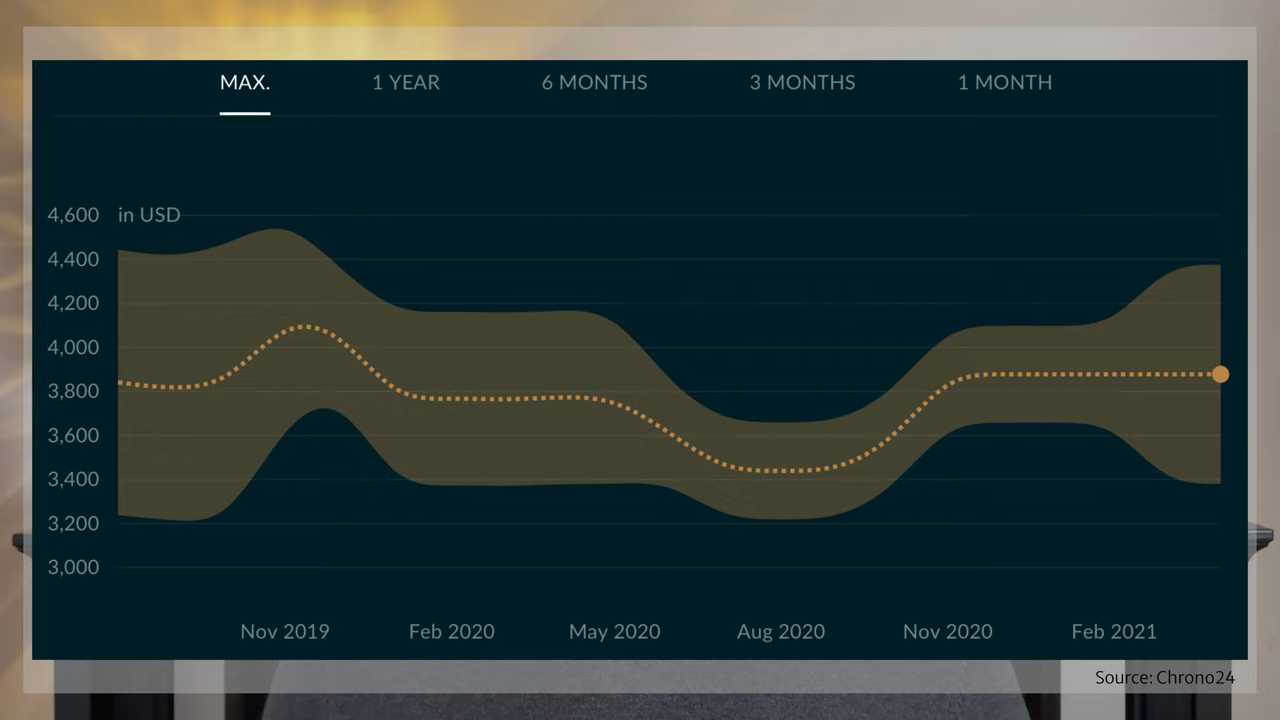 MAX. 1 YEAR 6 MONTHS 3 MONTHS 1 MONTH
4,600 in USD
4,400
4,200
4,000
3,800
3,600
3,400
3,200
3,000
Nov 2019 Feb 2020 May 2020 Aug 2020 Nov 2020 Feb 2021
Source: Chrono24